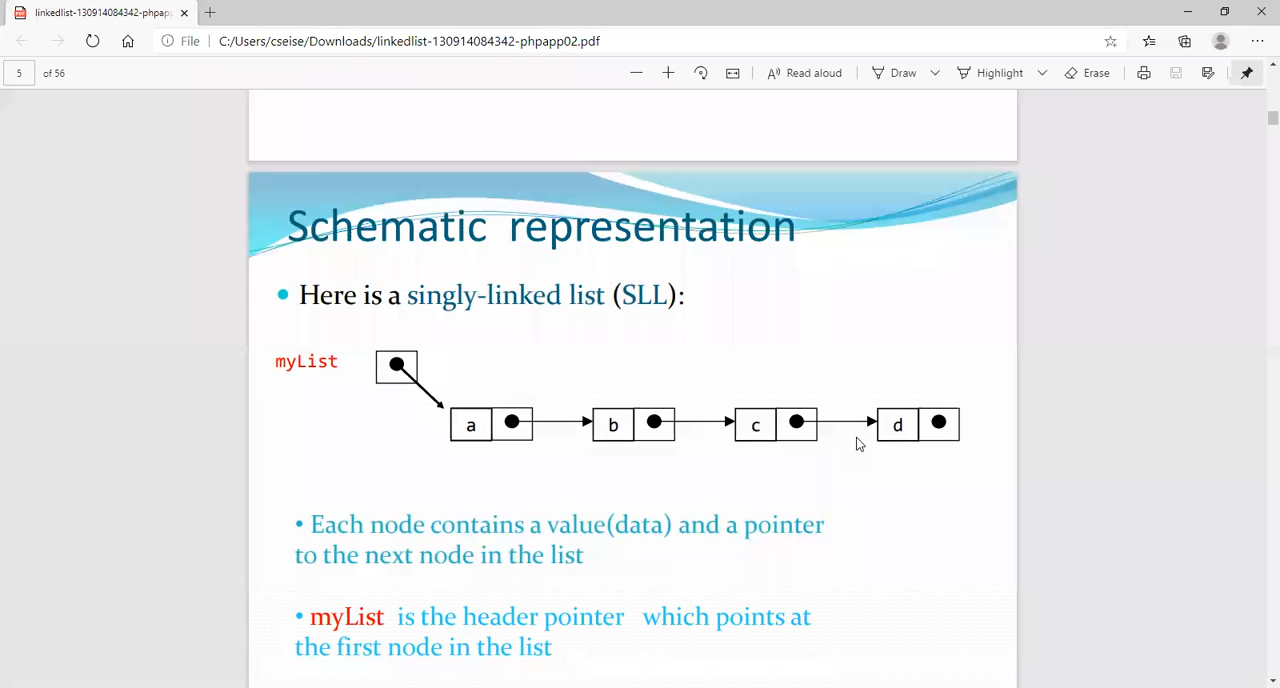 linkedlist-130914084342-phpapp
File C:/Users/cseise/Downloads/linkedlist-130914084342-phpapp02.pdf
5 of 56 Read aloud Draw Highlight Erase
Schematic representation
• Here is a singly-linked list (SLL):
myList
a b c d
• Each node contains a value(data) and a pointer
to the next node in the list
• myList is the header pointer which points at
the first node in the list